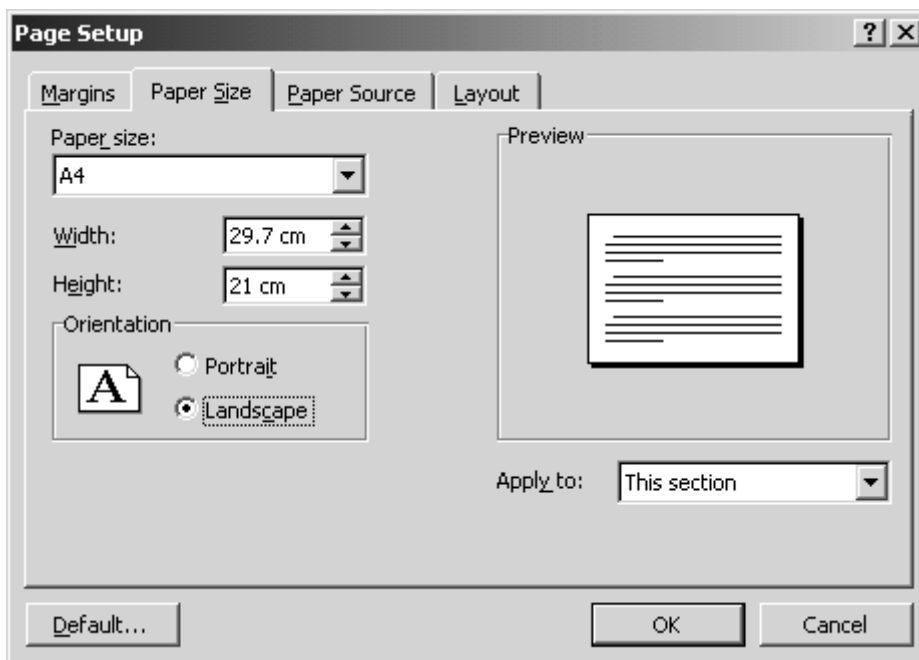 Page Setup
Margins Paper Size Paper Source Layout
Paper size:
A4
Width: 29.7 cm
Height: 21 cm
Orientation
A
Portrait
Landscape
Preview
Apply to: This section
Default... OK Cancel